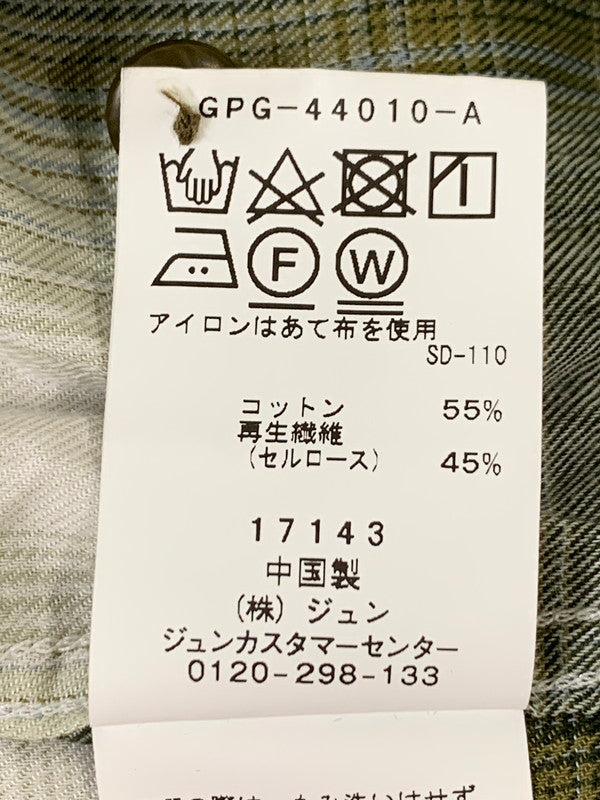 GPG-44010-A
F W
アイロンはあて布を使用
SD-110
コットン 55%
再生繊維
(セルロース) 45%
17143
中国製
(株) ジュン
ジュンカスタマーセンター
0120-298-133